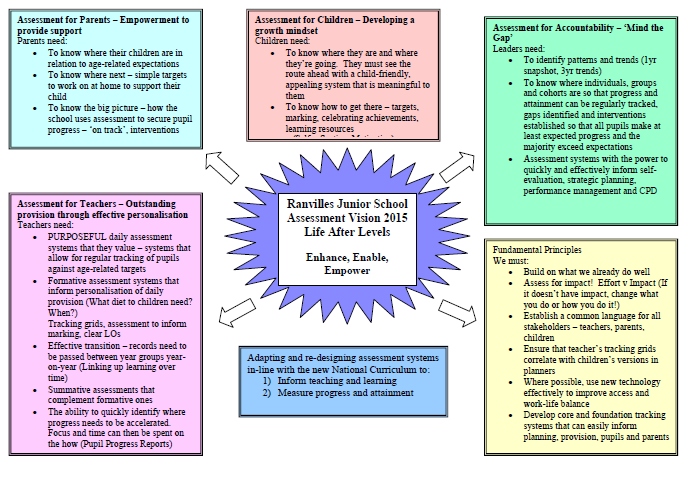 Assessment for Parents – Empowerment to
provide support
Parents need:
• To know where their children are in
relation to age-related expectations
• To know where next – simple targets
to work on at home to support their
child
• To know the big picture – how the
school uses assessment to secure pupil
progress – ‘on track’, interventions
Assessment for Children – Developing a
growth mindset
Children need:
• To know where they are and where
they’re going. They must see the
route ahead with a child-friendly,
appealing system that is meaningful to
them
• To know how to get there – targets,
marking, celebrating achievements,
learning resources
Assessment for Accountability – ‘Mind the
Gap’
Leaders need:
• To identify patterns and trends (1yr
snapshot, 3yr trends)
• To know where individuals, groups
and cohorts are so that progress and
attainment can be regularly tracked,
gaps identified and interventions
established so that all pupils make at
least expected progress and the
majority exceed expectations
• Assessment systems with the power to
quickly and effectively inform self-
evaluation, strategic planning,
performance management and CPD
Ranvilles Junior School
Assessment Vision 2015
Life After Levels
Enhance, Enable,
Empower
Assessment for Teachers – Outstanding
provision through effective personalisation
Teachers need:
• PURPOSEFUL daily assessment
systems that they value – systems that
allow for regular tracking of pupils
against age-related targets
• Formative assessment systems that
inform personalisation of daily
provision (What diet to children need?
When?)
Tracking grids, assessment to inform
marking, clear LOs
• Effective transition – records need to
be passed between year groups year-
on-year (Linking up learning over
time)
• Summative assessments that
complement formative ones
• The ability to quickly identify where
progress needs to be accelerated.
Focus and time can then be spent on
the how (Pupil Progress Reports)
Adapting and re-designing assessment systems
in-line with the new National Curriculum to:
1) Inform teaching and learning
2) Measure progress and attainment
Fundamental Principles
We must:
• Build on what we already do well
• Assess for impact! Effort v Impact (If
it doesn’t have impact, change what
you do or how you do it!)
• Establish a common language for all
stakeholders – teachers, parents,
children
• Ensure that teacher’s tracking grids
correlate with children’s versions in
planners
• Where possible, use new technology
effectively to improve access and
work-life balance
• Develop core and foundation tracking
systems that can easily inform
planning, provision, pupils and parents